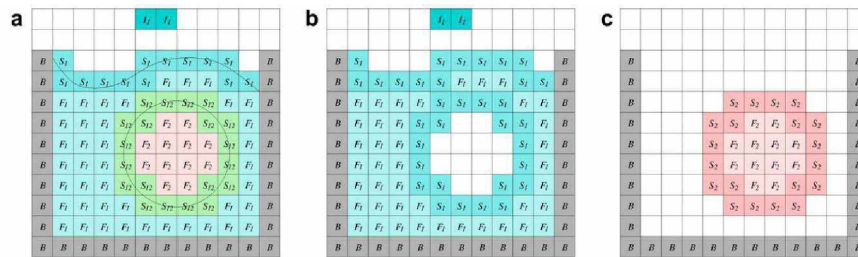 a b c
I1 I1 I1 I1
B S1 S1 S1 S1 S1 B B S1 S1 S1 S1 S1 B B B
B S1 S1 S1 S1 S1 F1 F1 F1 S1 S1 B B S1 S1 S1 S1 S1 F1 F1 F1 S1 S1 B B B
B F1 F1 F1 F1 S12 S12 S12 S12 F1 F1 B B F1 F1 F1 F1 S1 S1 S1 S1 F1 F1 B B S2 S2 S2 S2 B
B F1 F1 F1 S12 S12 F2 F2 S12 S12 F1 B B F1 F1 F1 S1 S1 S1 S1 F1 B B S2 S2 F2 F2 S2 S2 B
B F1 F1 F1 S12 F2 F2 F2 F2 S12 F1 B B F1 F1 F1 S1 S1 F1 B B S2 F2 F2 F2 F2 S2 B
B F1 F1 F1 S12 F2 F2 F2 F2 S12 F1 B B F1 F1 F1 S1 S1 F1 B B S2 F2 F2 F2 F2 S2 B
B F1 F1 F1 S12 S12 F2 F2 S12 S12 F1 B B F1 F1 F1 S1 S1 S1 S1 F1 B B S2 S2 F2 F2 S2 S2 B
B F1 F1 F1 F1 S12 S12 S12 S12 F1 F1 B B F1 F1 F1 F1 S1 S1 S1 S1 F1 F1 B B S2 S2 S2 S2 B
B F1 F1 F1 F1 F1 F1 F1 F1 F1 F1 B B F1 F1 F1 F1 F1 F1 F1 F1 F1 F1 B B B
B B B B B B B B B B B B B B B B B B B B B B B B B B B B B B B B B B B B